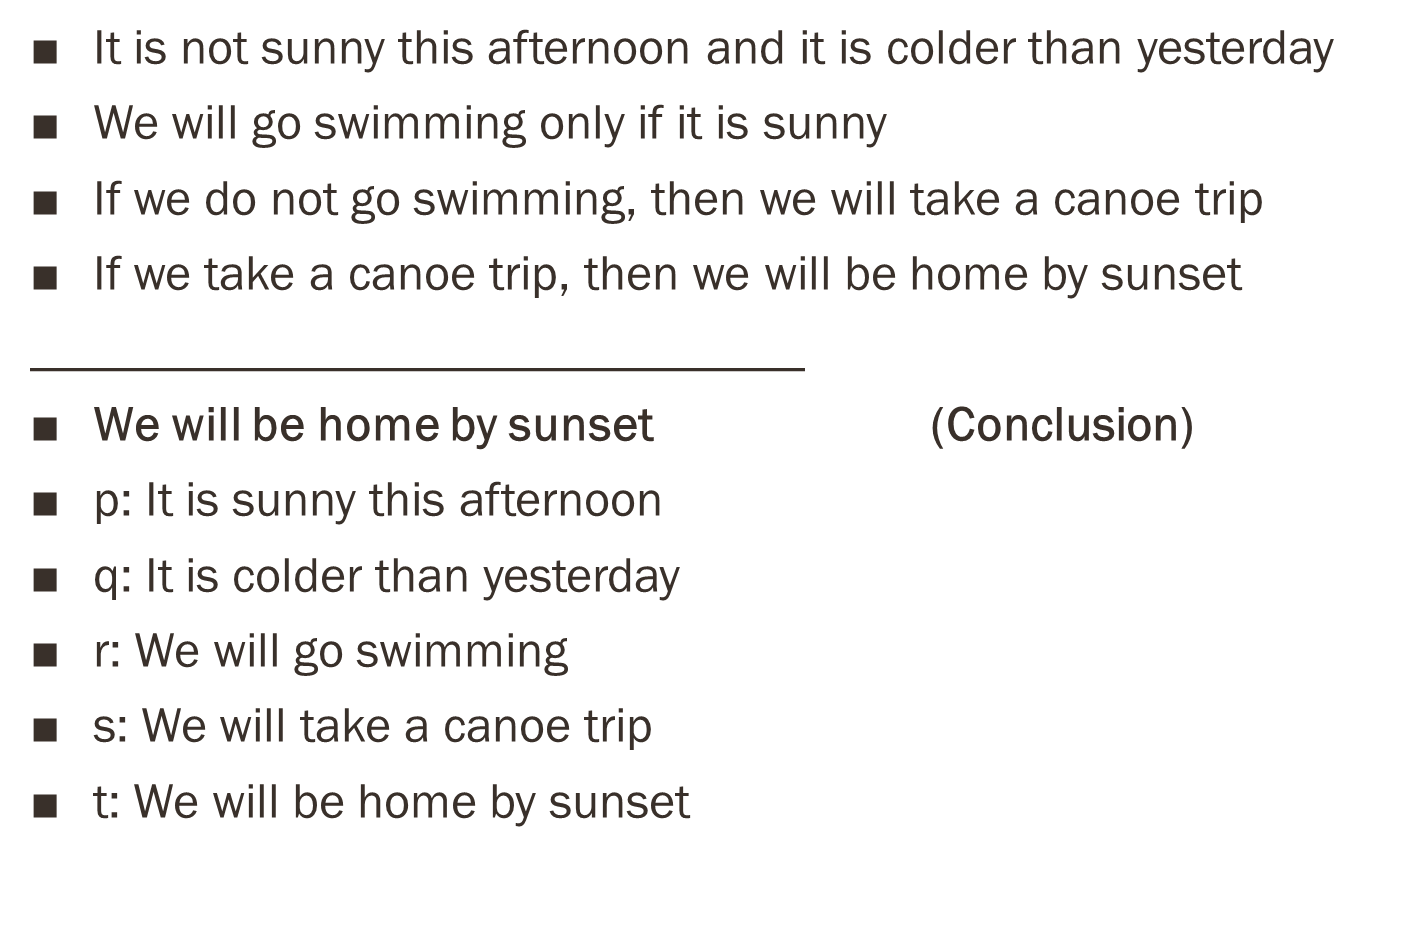 ▪ It is not sunny this afternoon and it is colder than yesterday
▪ We will go swimming only if it is sunny
▪ If we do not go swimming, then we will take a canoe trip
▪ If we take a canoe trip, then we will be home by sunset
▪ We will be home by sunset (Conclusion)
▪ p: It is sunny this afternoon
▪ q: It is colder than yesterday
▪ r: We will go swimming
▪ s: We will take a canoe trip
▪ t: We will be home by sunset